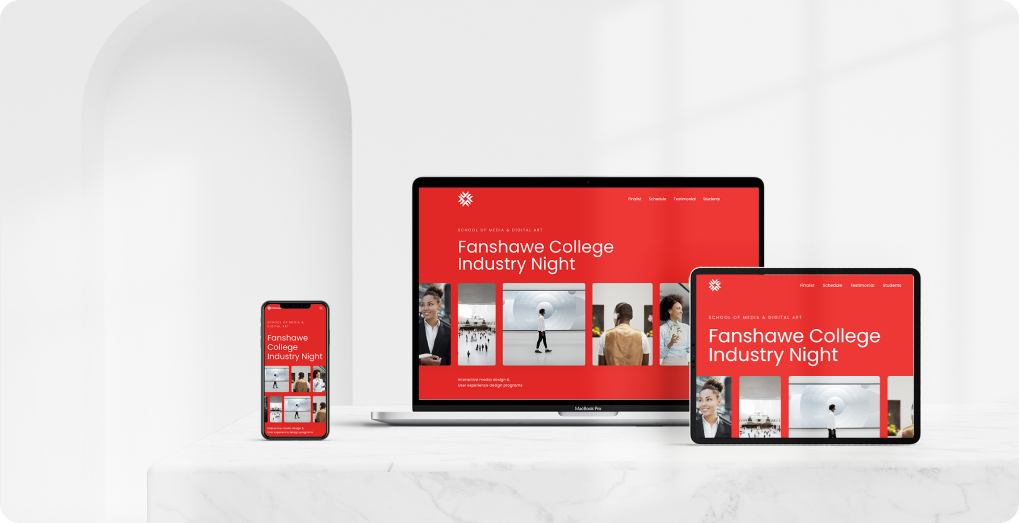 SCHOOL OF MEDIA &
DIGITAL ART
Fanshawe
College
Industry Night
Interactive media design &
User experience design programs
Finalist Schedule Testimonial Students
SCHOOL OF MEDIA & DIGITAL ART
Fanshawe College
Industry Night
Interactive media design &
User experience design programs
MacBook Pro
Finalist Schedule Testimonial Students
SCHOOL OF MEDIA & DIGITAL ART
Fanshawe College
Industry Night